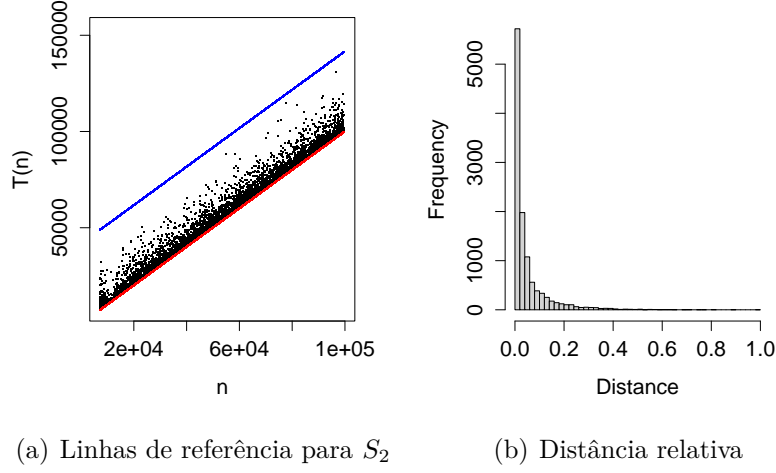 150000
100000
50000
T(n)
2e+04
6e+04
1e+05
n
5000
3000
1000
0
Frequency
0.0
0.2
0.4
0.6
0.8
1.0
Distance
(a) Linhas de referência para S₂
(b) Distância relativa